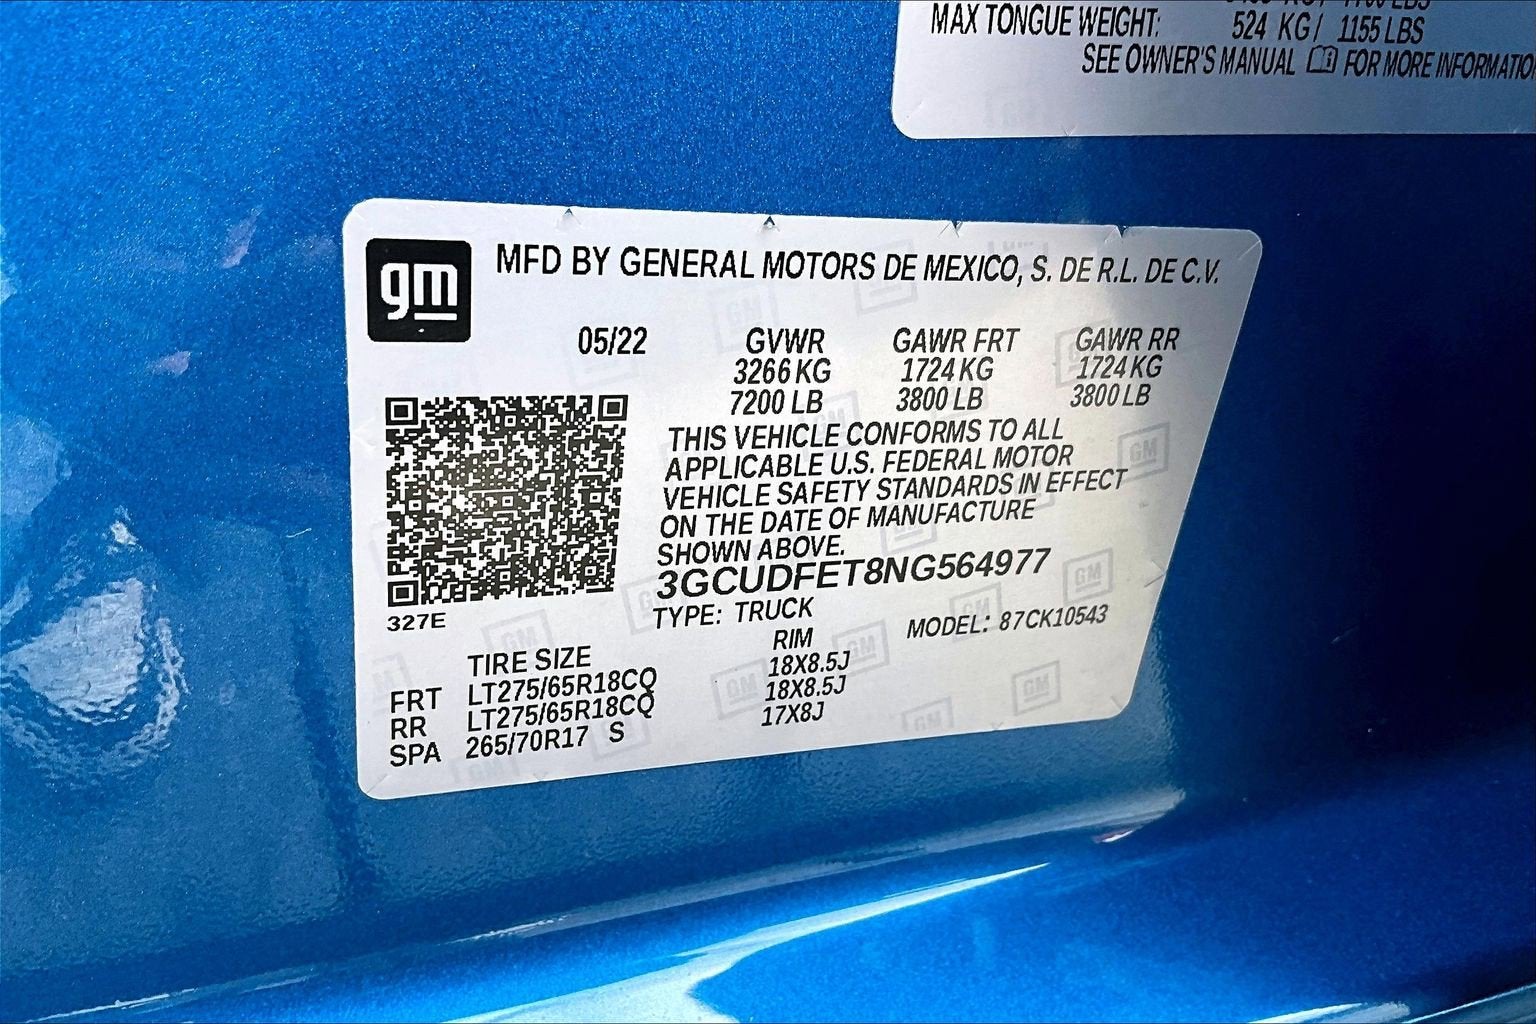 MAX TONGUE WEIGHT: 524 KG/ 1155 LBS
SEE OWNER'S MANUAL FOR MORE INFORMATIO
gm
MFD BY GENERAL MOTORS DE MEXICO, S. DE R.L. DE C.V.
05/22 GVWR GAWR FRT GAWR RR
3266 KG 1724 KG 1724 KG
7200 LB 3800 LB 3800 LB
THIS VEHICLE CONFORMS TO ALL
APPLICABLE U.S. FEDERAL MOTOR
VEHICLE SAFETY STANDARDS IN EFFECT
ON THE DATE OF MANUFACTURE
SHOWN ABOVE.
3GCUDFET8NG564977
327E
TYPE: TRUCK MODEL: 87CK10543
TIRE SIZE RIM
FRT LT275/65R18CQ 18X8.5J
RR LT275/65R18CQ 18X8.5J
SPA 265/70R17 S 17X8J